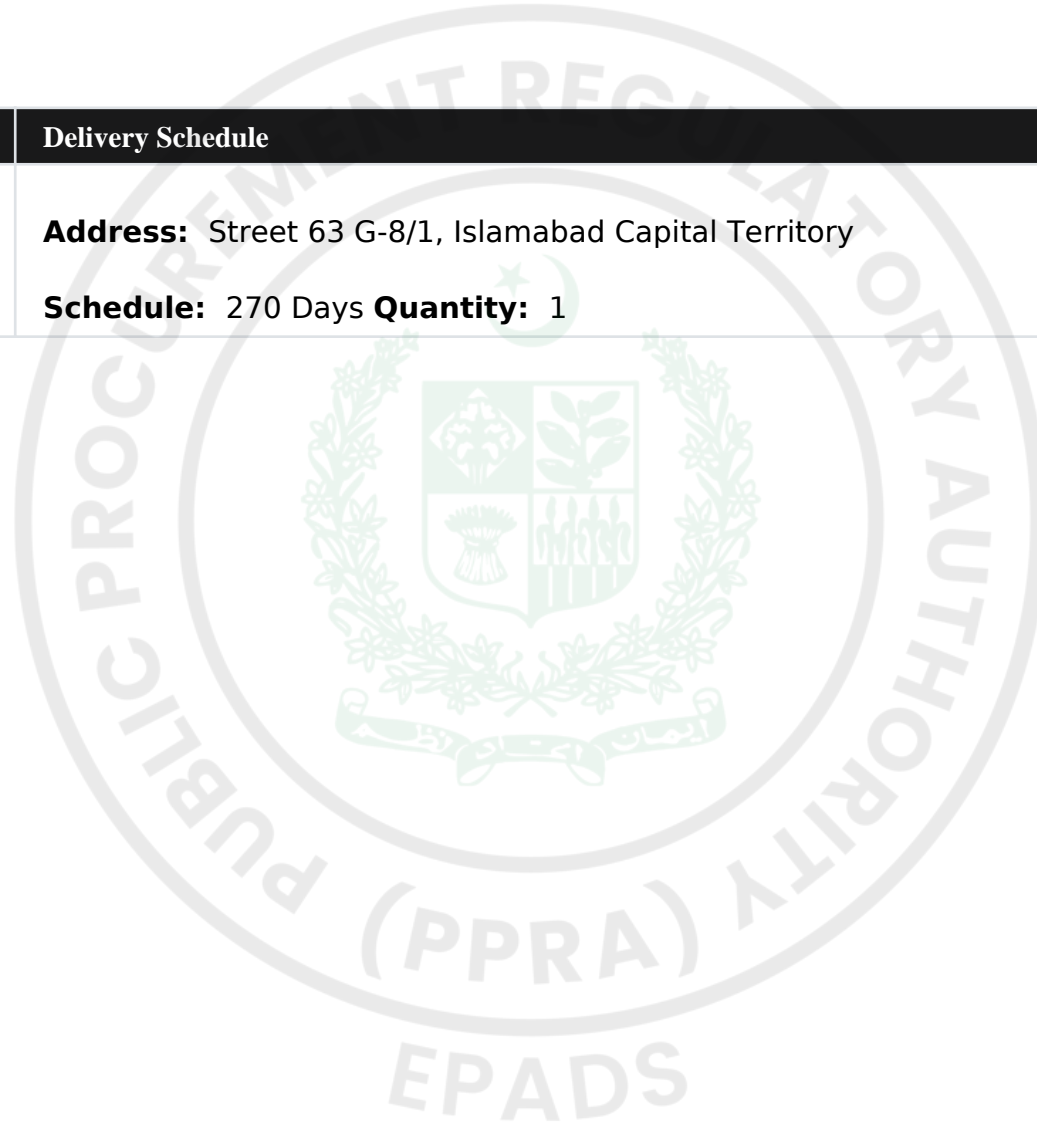 Delivery Schedule
Address: Street 63 G-8/1, Islamabad Capital Territory
Schedule: 270 Days Quantity: 1
PUBLIC PROCUREMENT REGULATORY AUTHORITY
(PPRA)
EPADS